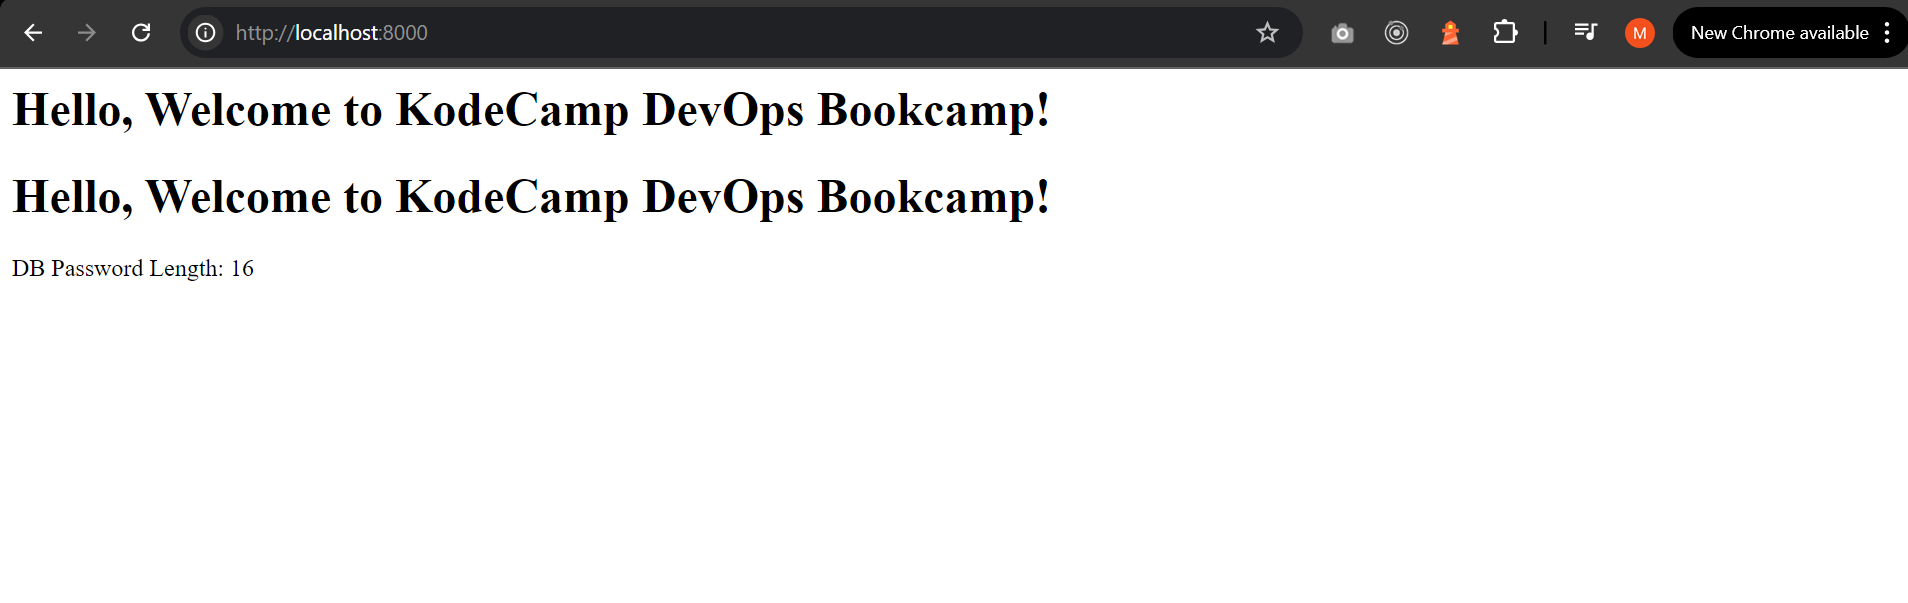 http://localhost:8000
M
New Chrome available
Hello, Welcome to KodeCamp DevOps Bookcamp!
Hello, Welcome to KodeCamp DevOps Bookcamp!
DB Password Length: 16